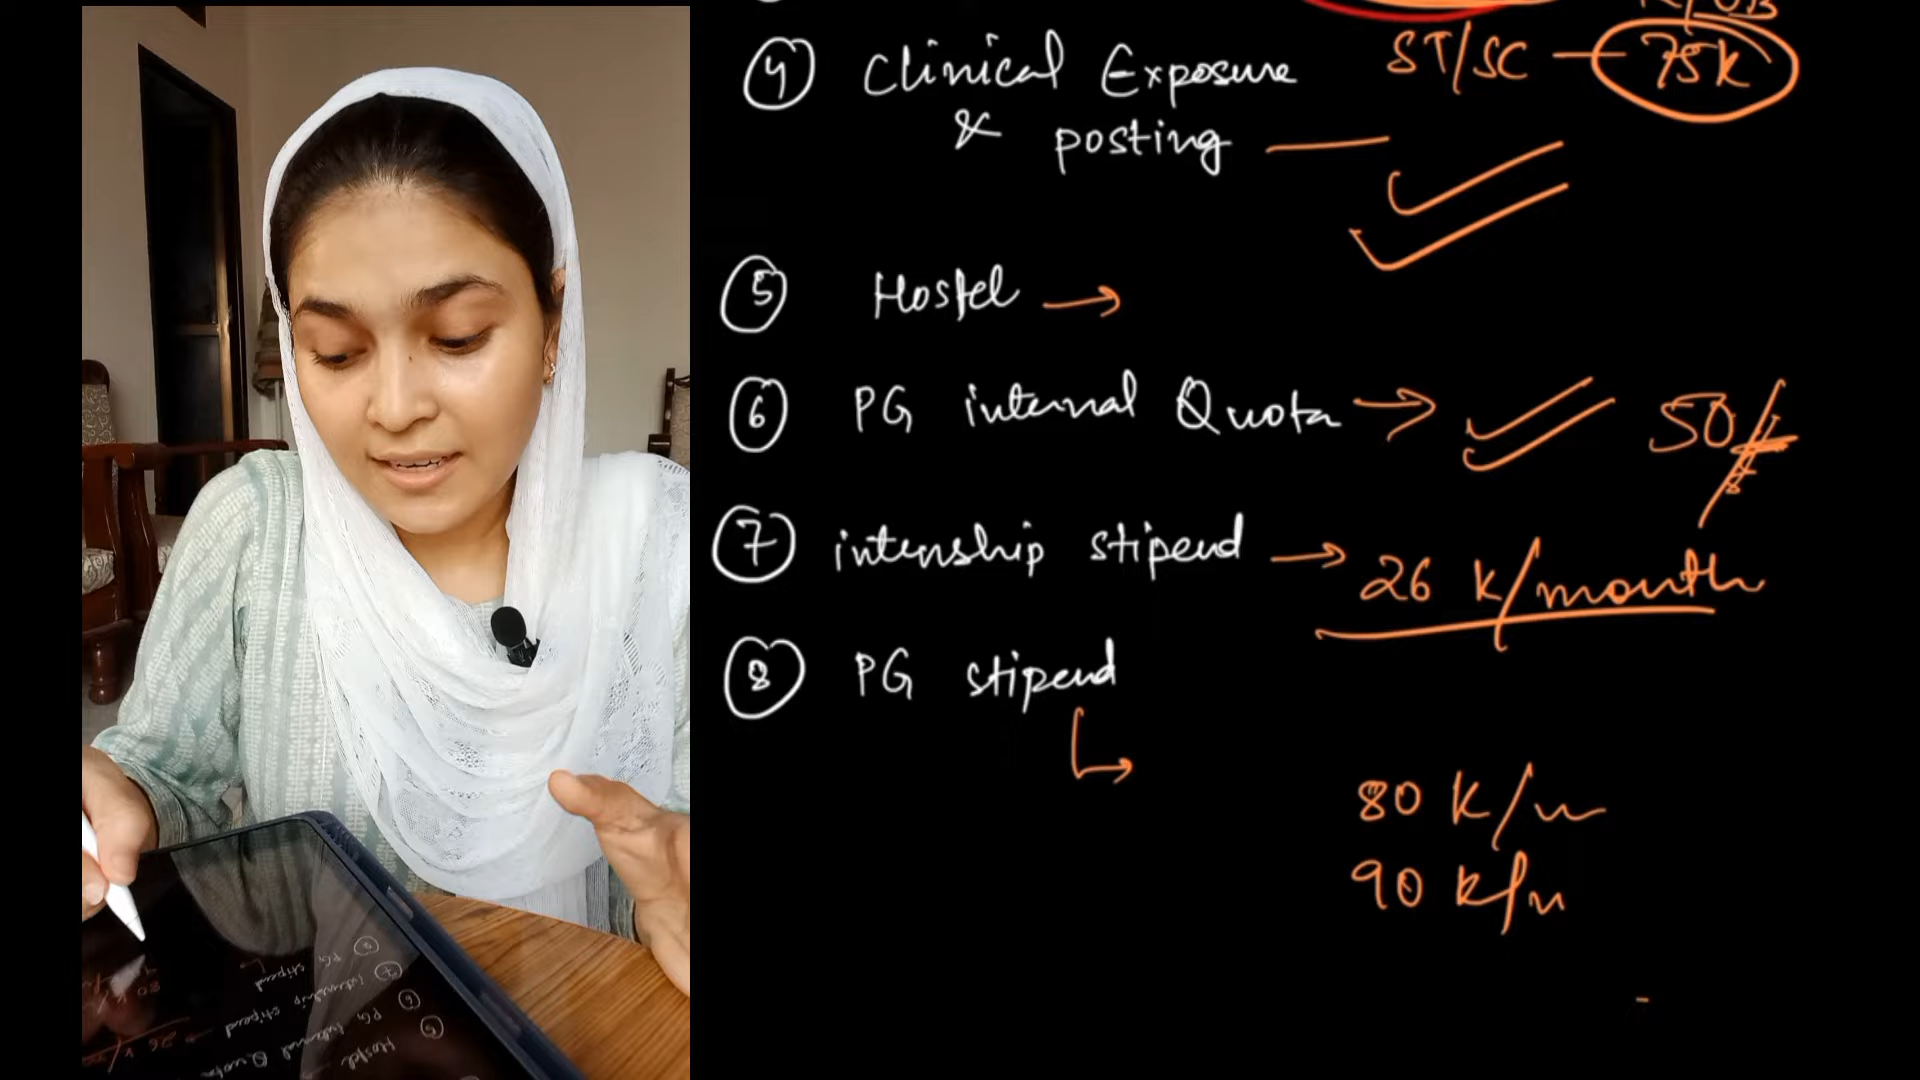 ④ Clinical Exposure
& posting —
ST/SC — 75k
⑤ Hostel →
⑥ PG internal Quota → 50%
⑦ internship stipend → 26 k/month
⑧ PG stipend
80 k/m
90 k/m